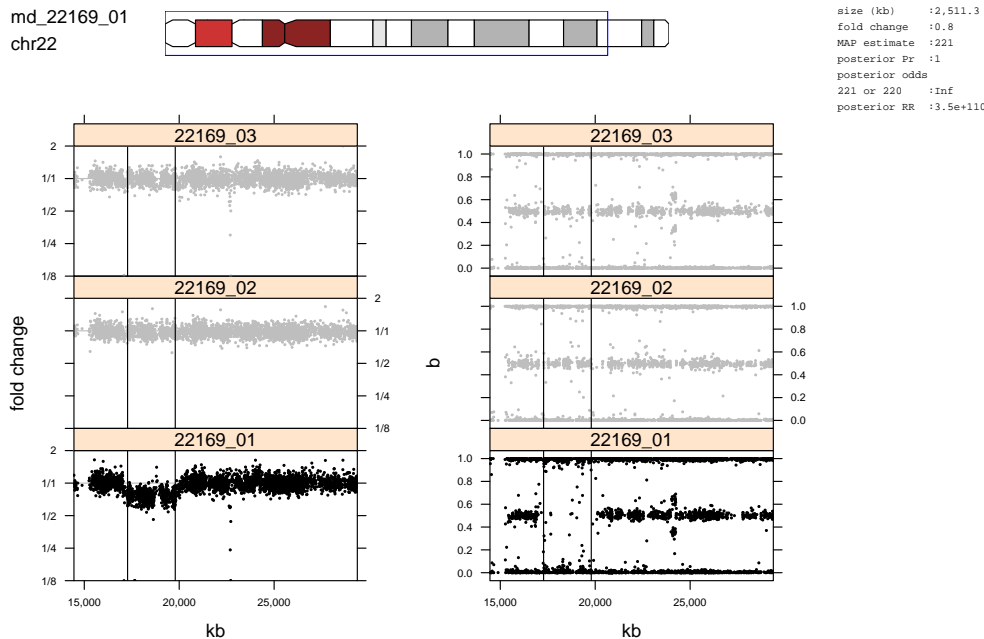 md_22169_01
chr22
size (kb) :2,511.3
fold change :0.8
MAP estimate :221
posterior Pr :1
posterior odds
221 or 220 :Inf
posterior RR :3.5e+110
22169_03
2
1/1
1/2
1/4
1/8
22169_02
2
1/1
1/2
1/4
1/8
22169_01
2
1/1
1/2
1/4
1/8
15,000 20,000 25,000
kb
fold change
22169_03
1.0
0.8
0.6
0.4
0.2
0.0
22169_02
1.0
0.8
0.6
0.4
0.2
0.0
22169_01
1.0
0.8
0.6
0.4
0.2
0.0
15,000 20,000 25,000
kb
b